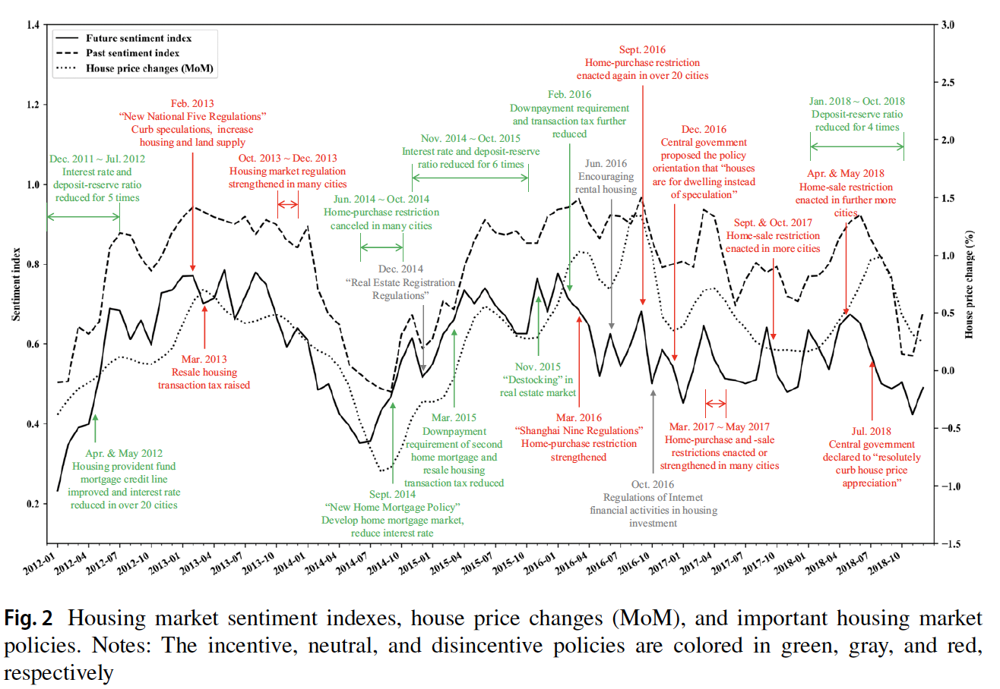 1.4
1.2
1.0
0.8
0.6
0.4
0.2
Sentiment index
Future sentiment index
Past sentiment index
House price changes (MoM)
Dec. 2011 ~ Jul. 2012
Interest rate and
deposit-reserve ratio
reduced for 5 times
Feb. 2013
“New National Five Regulations”
Curb speculations, increase
housing and land supply
Oct. 2013 ~ Dec. 2013
Housing market regulation
strengthened in many cities
Jun. 2014 ~ Oct. 2014
Home-purchase restriction
canceled in many cities
Nov. 2014 ~ Oct. 2015
Interest rate and deposit-reserve
ratio reduced for 6 times
Dec. 2014
“Real Estate Registration
Regulations”
Feb. 2016
Downpayment requirement
and transaction tax further
reduced
Jun. 2016
Encouraging
rental housing
Sept. 2016
Home-purchase restriction
enacted again in over 20 cities
Dec. 2016
Central government
proposed the policy
orientation that “houses
are for dwelling instead
of speculation”
Sept. & Oct. 2017
Home-sale restriction
enacted in more cities
Jan. 2018 ~ Oct. 2018
Deposit-reserve ratio
reduced for 4 times
Apr. & May 2018
Home-sale restriction
enacted in further more
cities
Apr. & May 2012
Housing provident fund
mortgage credit line
improved and interest rate
reduced in over 20 cities
Mar. 2013
Resale housing
transaction tax raised
Sept. 2014
“New Home Mortgage Policy”
Develop home mortgage market,
reduce interest rate
Mar. 2015
Downpayment
requirement of second
home mortgage and
resale housing
transaction tax reduced
Nov. 2015
“Destocking” in
real estate market
Mar. 2016
“Shanghai Nine Regulations”
Home-purchase restriction
strengthened
Oct. 2016
Regulations of Internet
financial activities in housing
investment
Mar. 2017 ~ May 2017
Home-purchase and -sale
restrictions enacted or
strengthened in many cities
Jul. 2018
Central government
declared to “resolutely
curb house price
appreciation”
3.0
2.5
2.0
1.5
1.0
0.5
0.0
−0.5
−1.0
−1.5
House price change (%)
2012-01
2012-04
2012-07
2012-10
2013-01
2013-04
2013-07
2013-10
2014-01
2014-04
2014-07
2014-10
2015-01
2015-04
2015-07
2015-10
2016-01
2016-04
2016-07
2016-10
2017-01
2017-04
2017-07
2017-10
2018-01
2018-04
2018-07
2018-10
Fig. 2 Housing market sentiment indexes, house price changes (MoM), and important housing market
policies. Notes: The incentive, neutral, and disincentive policies are colored in green, gray, and red,
respectively